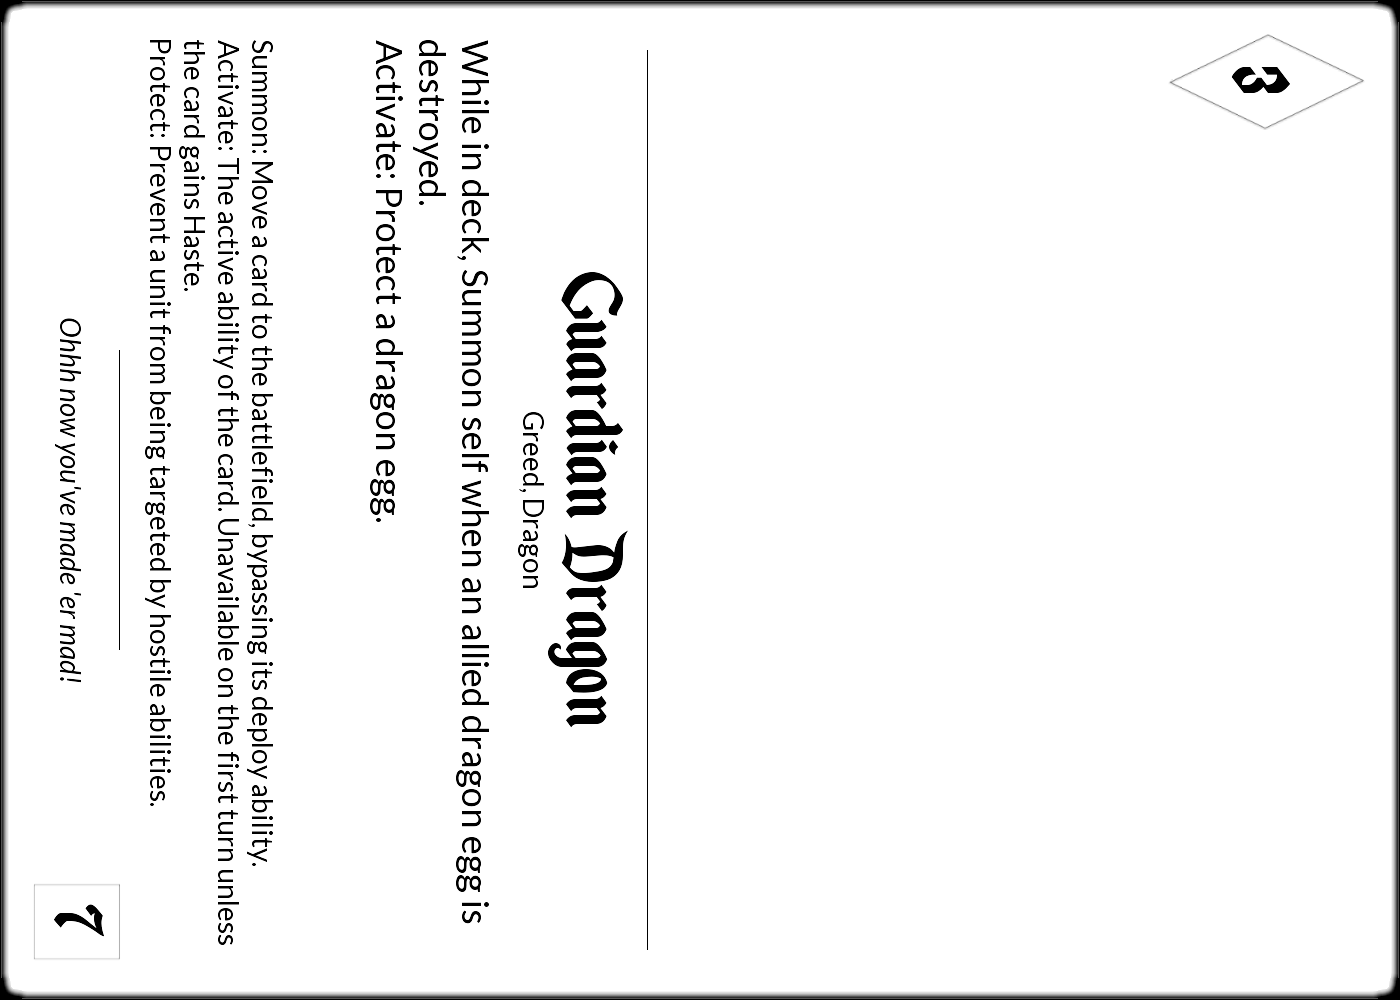 3
Guardian Dragon
Greed, Dragon
While in deck, Summon self when an allied dragon egg is
destroyed.
Activate: Protect a dragon egg.
Summon: Move a card to the battlefield, bypassing its deploy ability.
Activate: The active ability of the card. Unavailable on the first turn unless
the card gains Haste.
Protect: Prevent a unit from being targeted by hostile abilities.
Ohhh now you've made 'er mad!
7